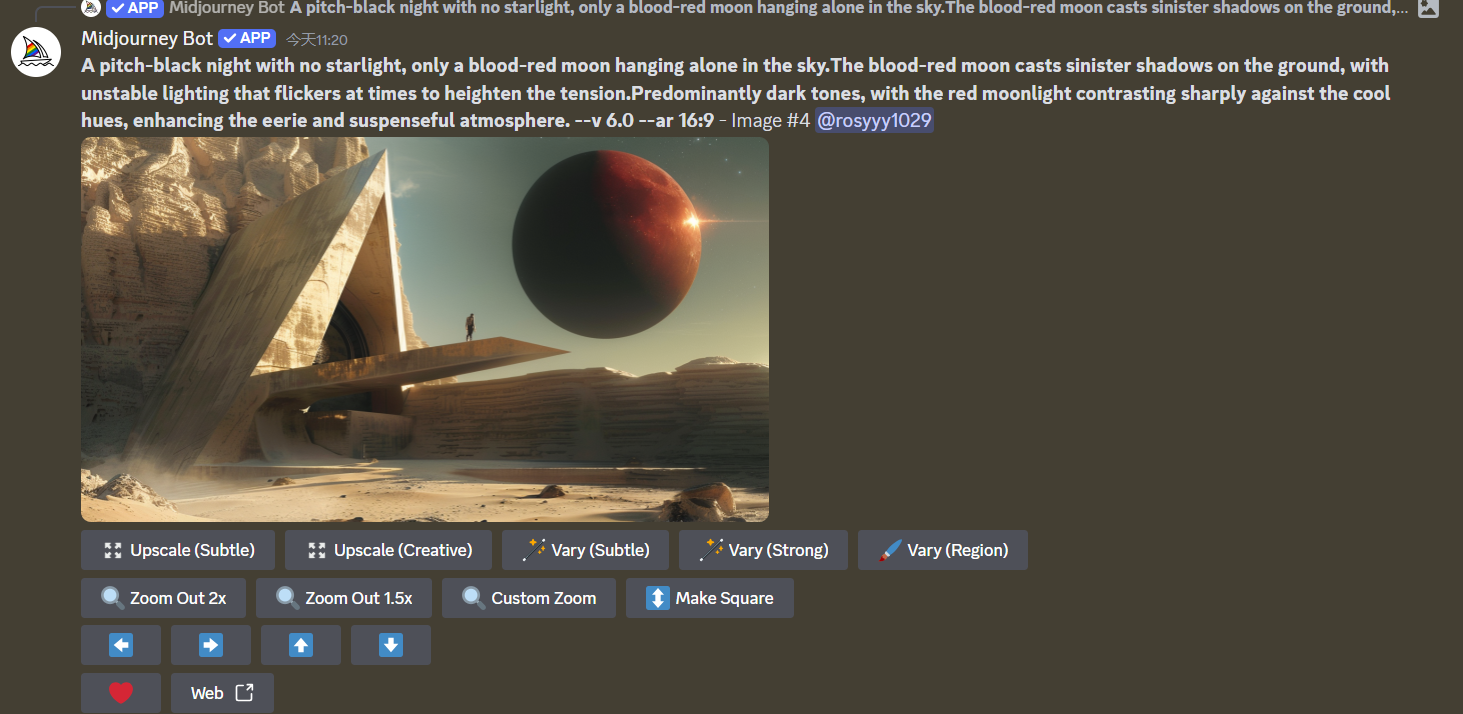 APP Midjourney Bot A pitch-black night with no starlight, only a blood-red moon hanging alone in the sky.The blood-red moon casts sinister shadows on the ground,...
Midjourney Bot APP 今天11:20
A pitch-black night with no starlight, only a blood-red moon hanging alone in the sky.The blood-red moon casts sinister shadows on the ground, with
unstable lighting that flickers at times to heighten the tension.Predominantly dark tones, with the red moonlight contrasting sharply against the cool
hues, enhancing the eerie and suspenseful atmosphere. --v 6.0 --ar 16:9 - Image #4 @rosyyy1029
Upscale (Subtle) Upscale (Creative) Vary (Subtle) Vary (Strong) Vary (Region)
Zoom Out 2x Zoom Out 1.5x Custom Zoom Make Square
Web